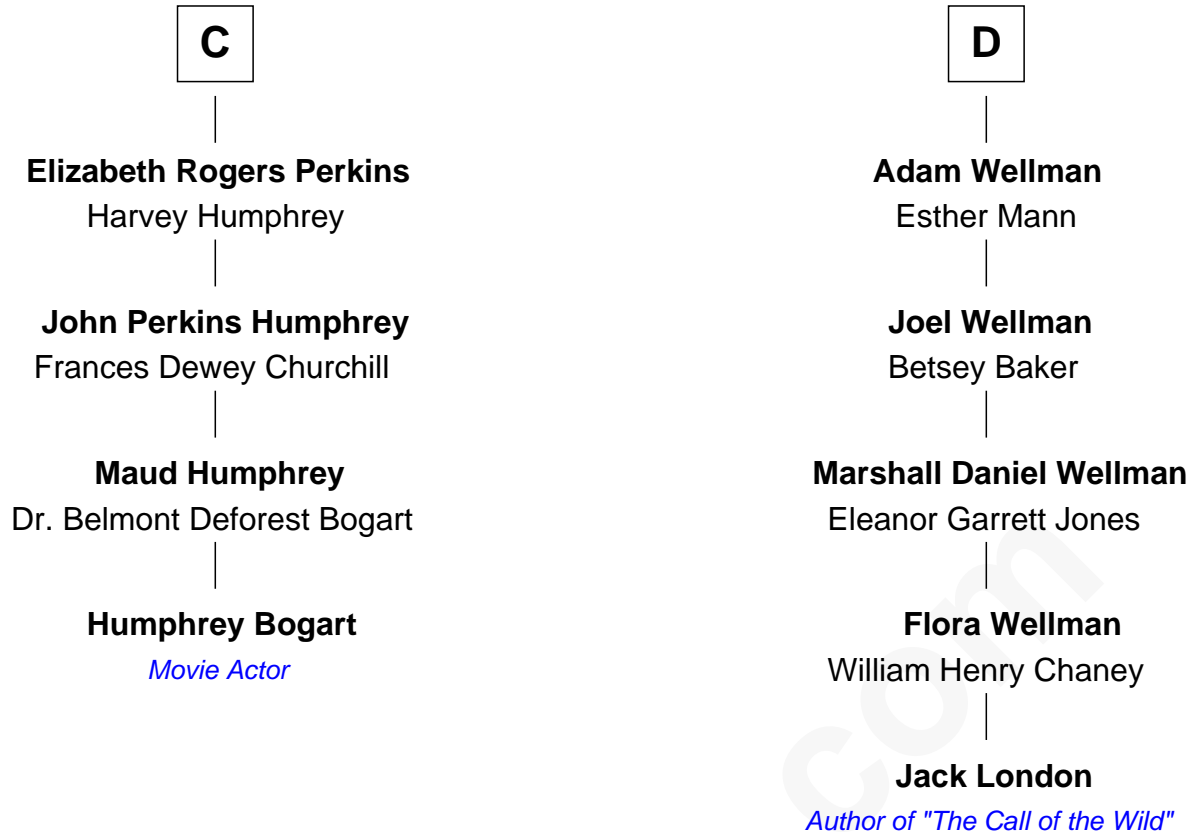 C
Elizabeth Rogers Perkins
Harvey Humphrey
John Perkins Humphrey
Frances Dewey Churchill
Maud Humphrey
Dr. Belmont Deforest Bogart
Humphrey Bogart
Movie Actor
D
Adam Wellman
Esther Mann
Joel Wellman
Betsey Baker
Marshall Daniel Wellman
Eleanor Garrett Jones
Flora Wellman
William Henry Chaney
Jack London
Author of "The Call of the Wild"
com